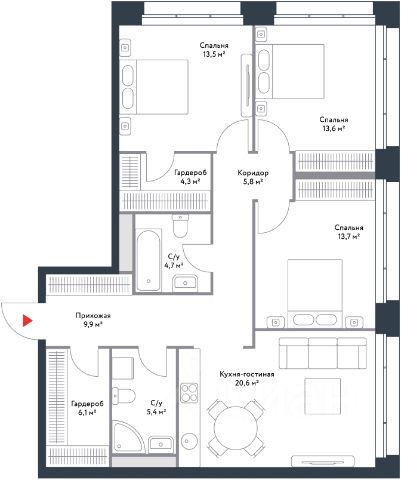 Спальня
13,5 м²
Спальня
13,6 м²
Гардероб
4,3 м²
Коридор
5,8 м²
Спальня
13,7 м²
С/у
4,7 м²
Прихожая
9,9 м²
Кухня-гостиная
20,6 м²
Гардероб
6,1 м²
С/у
5,4 м²